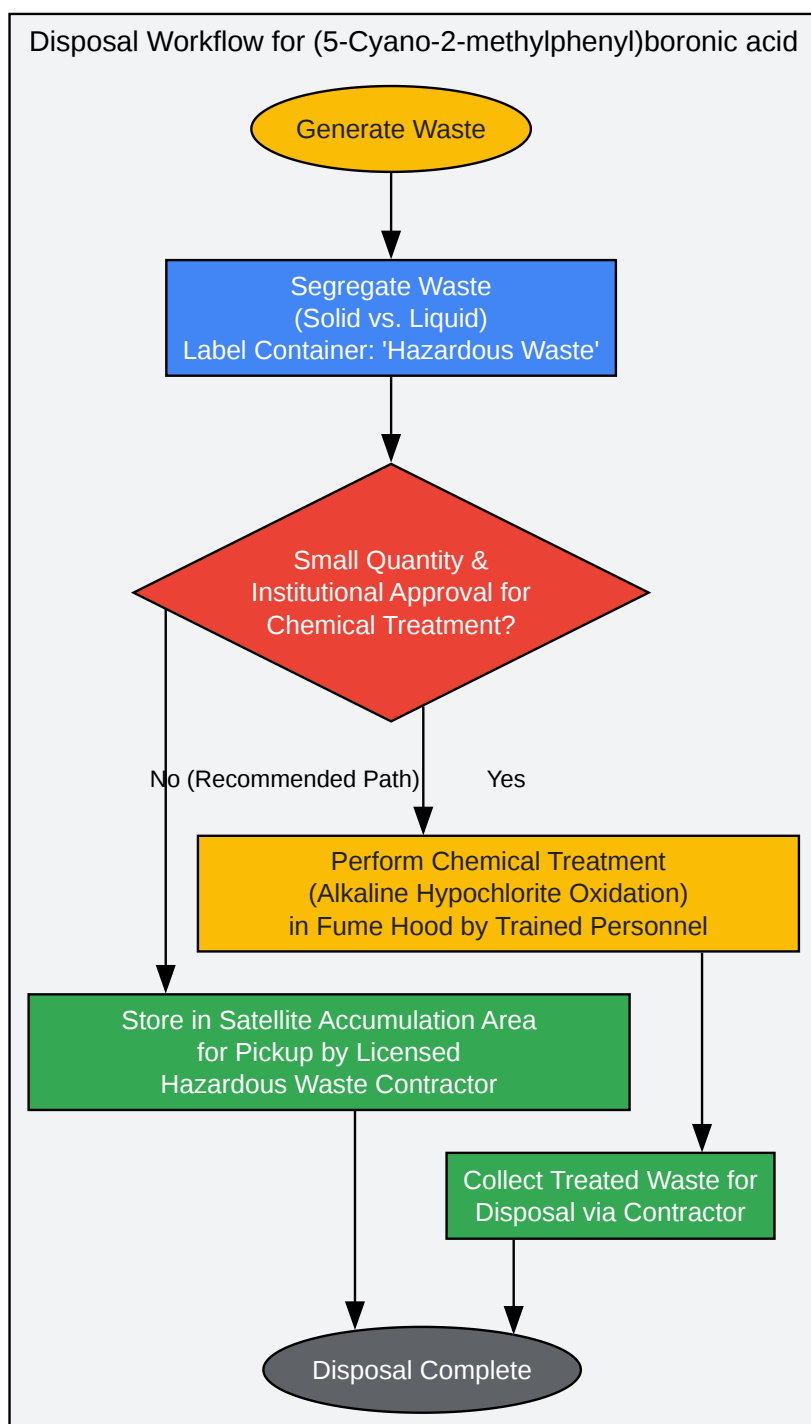 Disposal Workflow for (5-Cyano-2-methylphenyl)boronic acid
Generate Waste
Segregate Waste
(Solid vs. Liquid)
Label Container: 'Hazardous Waste'
Small Quantity &
Institutional Approval for
Chemical Treatment?
No (Recommended Path)
Yes
Perform Chemical Treatment
(Alkaline Hypochlorite Oxidation)
in Fume Hood by Trained Personnel
Store in Satellite Accumulation Area
for Pickup by Licensed
Hazardous Waste Contractor
Collect Treated Waste for
Disposal via Contractor
Disposal Complete